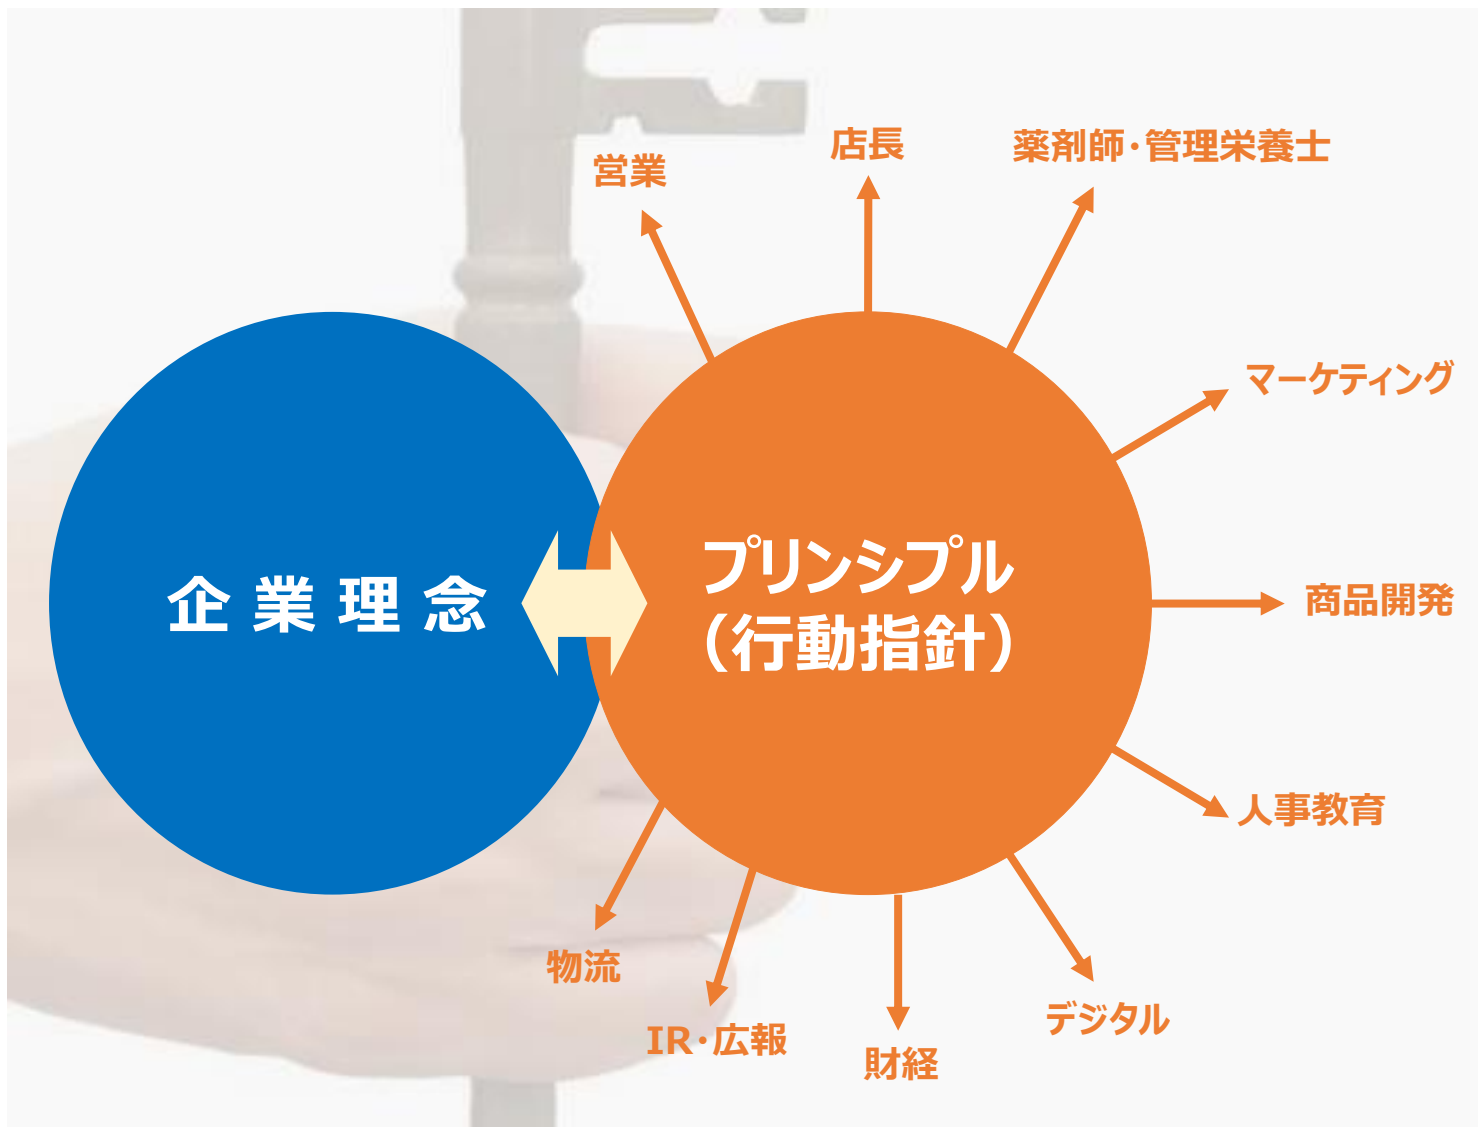 店長
薬剤師・管理栄養士
営業
マーケティング
企業理念
プリンシプル
（行動指針）
商品開発
人事教育
物流
デジタル
IR・広報
財経